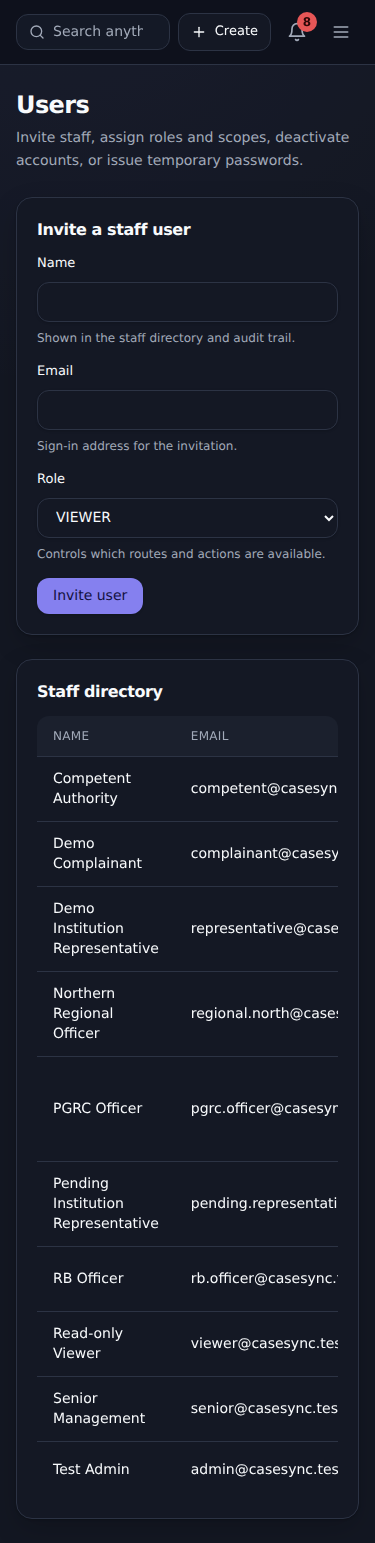 Search anyth
Create
8
Users
Invite staff, assign roles and scopes, deactivate
accounts, or issue temporary passwords.
Invite a staff user
Name
Shown in the staff directory and audit trail.
Email
Sign-in address for the invitation.
Role
VIEWER
Controls which routes and actions are available.
Invite user
Staff directory
NAME EMAIL
Competent
Authority
competent@casesyn
Demo
Complainant
complainant@casesy
Demo
Institution
Representative
representative@case
Northern
Regional
Officer
regional.north@cases
PGRC Officer
pgrc.officer@casesyn
Pending
Institution
Representative
pending.representati
RB Officer
rb.officer@casesync.
Read-only
Viewer
viewer@casesync.tes
Senior
Management
senior@casesync.tes
Test Admin
admin@casesync.tes